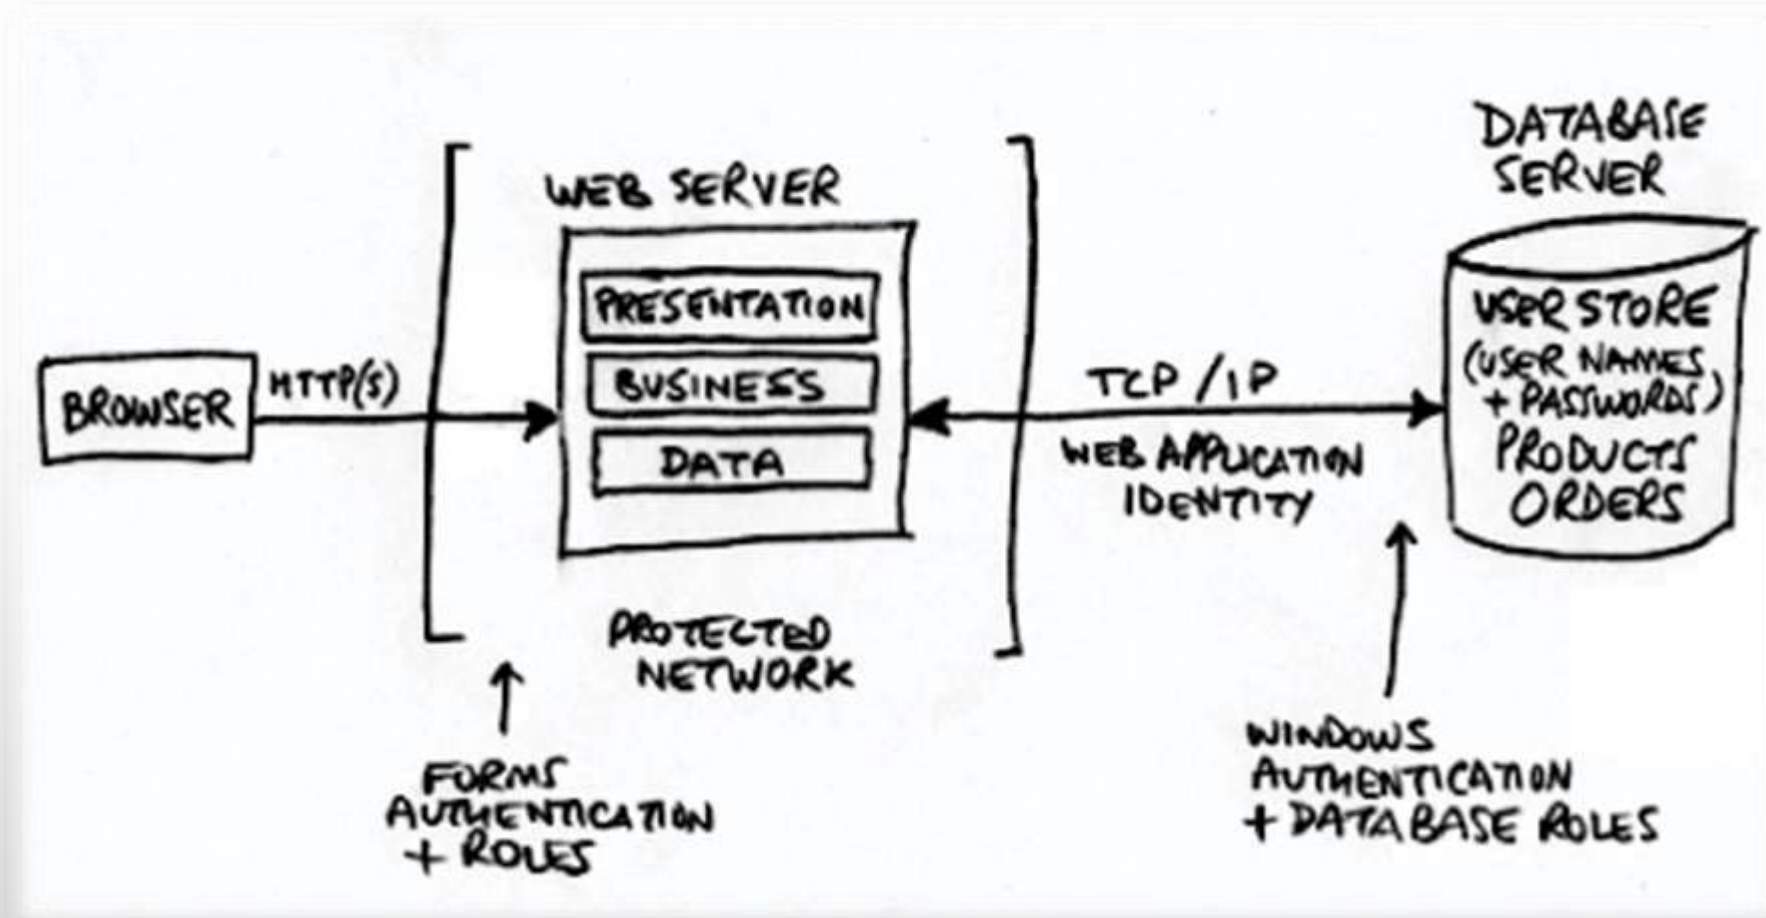 BROWSER
HTTP(S)
WEB SERVER
PRESENTATION
BUSINESS
DATA
PROTECTED
NETWORK
FORMS
AUTHENTICATION
+ ROLES
TCP/IP
WEB APPLICATION
IDENTITY
WINDOWS
AUTHENTICATION
+ DATABASE ROLES
DATABASE
SERVER
USER STORE
(USER NAMES,
+ PASSWORDS)
PRODUCTS
ORDERS